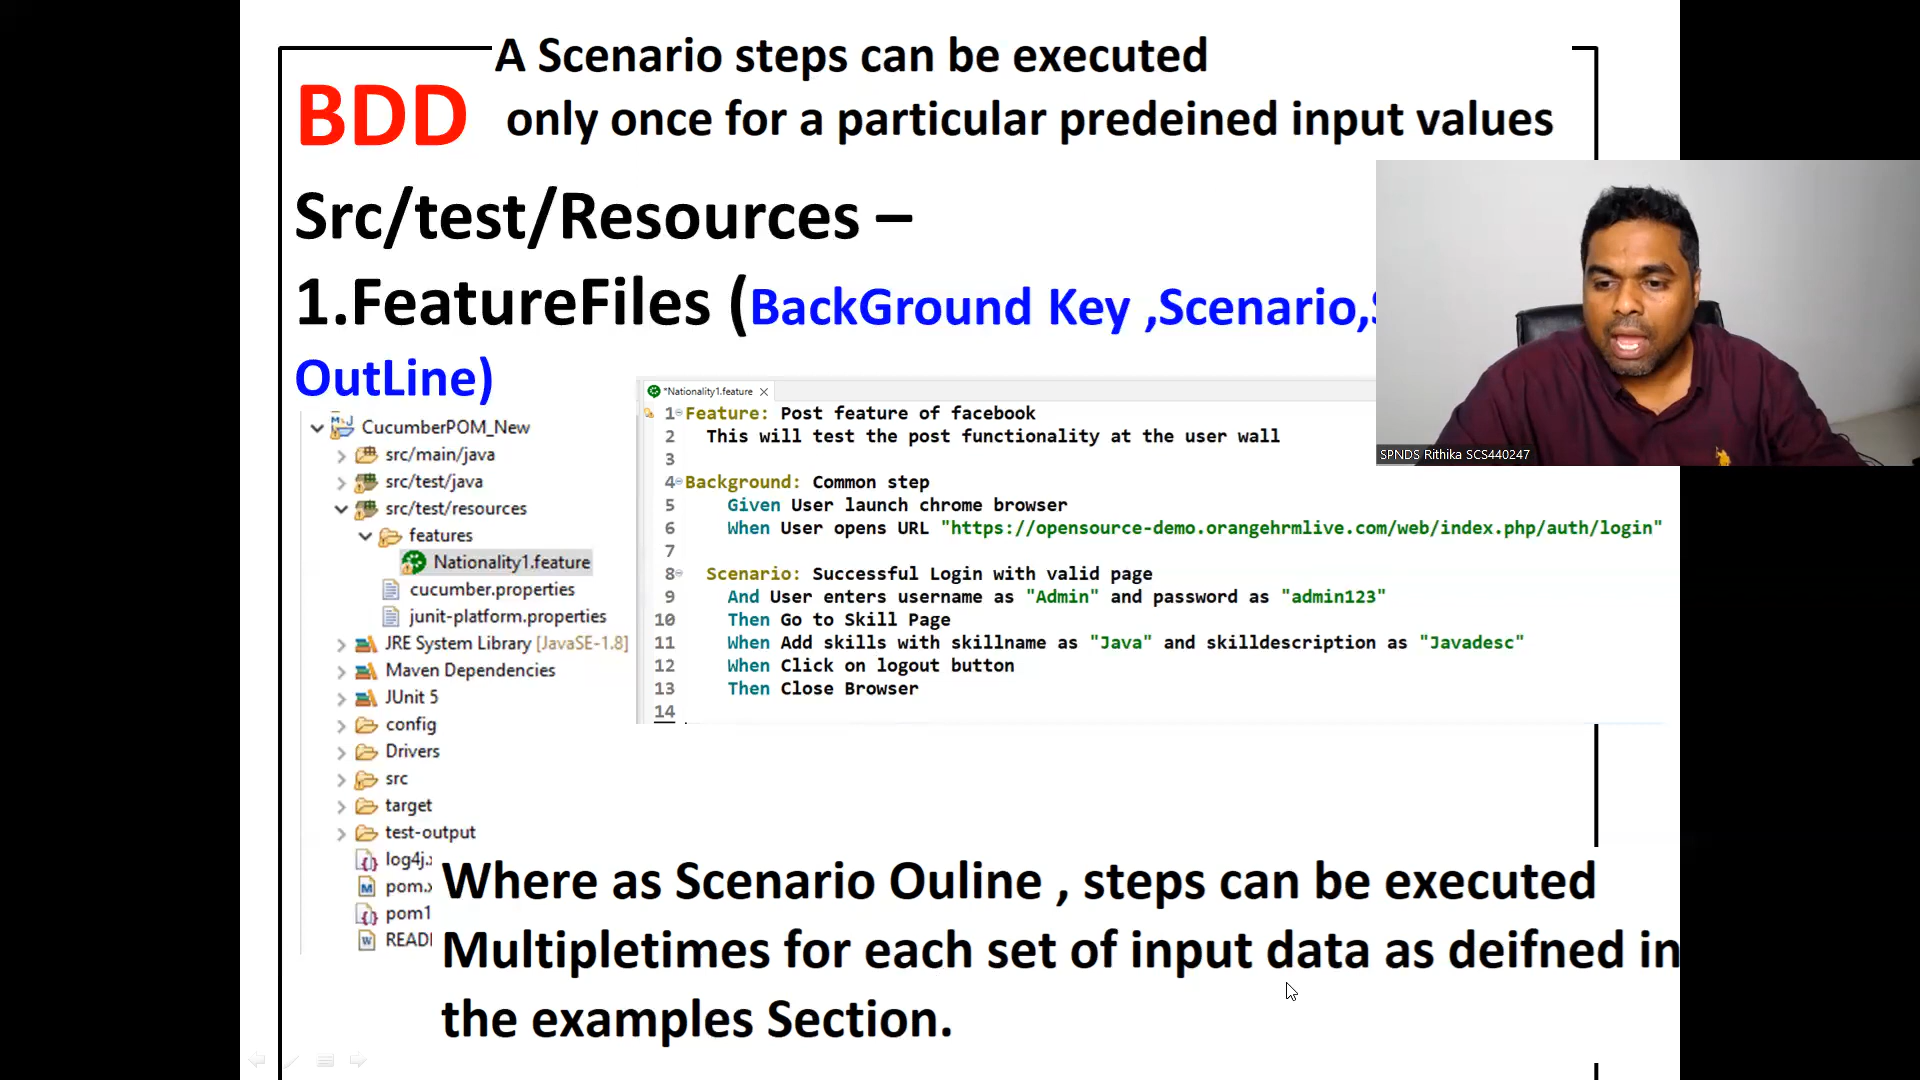 A Scenario steps can be executed
BDD only once for a particular predeined input values
Src/test/Resources –
1.FeatureFiles (BackGround Key ,Scenario,
OutLine)
CucumberPOM_New
src/main/java
src/test/java
src/test/resources
features
Nationality1.feature
cucumber.properties
junit-platform.properties
JRE System Library [JavaSE-1.8]
Maven Dependencies
JUnit 5
config
Drivers
src
target
test-output
log4j.
pom.
pom1
READ
*Nationality1.feature
1 Feature: Post feature of facebook
2 This will test the post functionality at the user wall
3
4 Background: Common step
5 Given User launch chrome browser
6 When User opens URL "https://opensource-demo.orangehrmlive.com/web/index.php/auth/login"
7
8 Scenario: Successful Login with valid page
9 And User enters username as "Admin" and password as "admin123"
10 Then Go to Skill Page
11 When Add skills with skillname as "Java" and skilldescription as "Javadesc"
12 When Click on logout button
13 Then Close Browser
14
SPNDS Rithika SCS440247
Where as Scenario Ouline , steps can be executed
Multipletimes for each set of input data as deifned in
the examples Section.